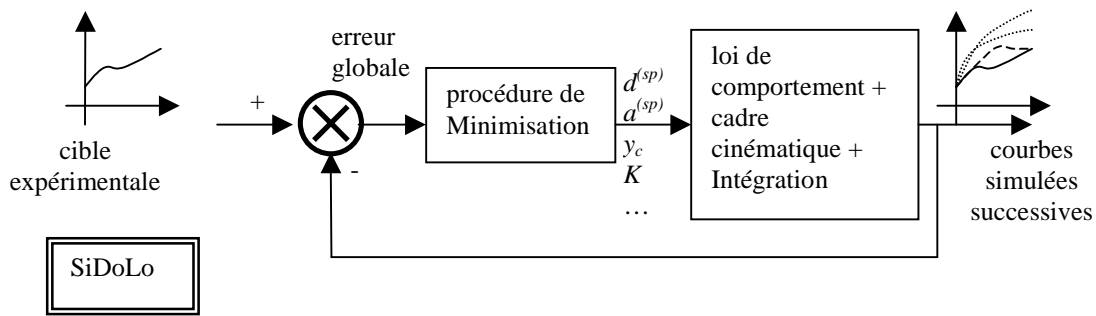 cible
expérimentale
+
-
erreur
globale
procédure de
Minimisation
d(sp)
a(sp)
yc
K
…
loi de
comportement +
cadre
cinématique +
Intégration
courbes
simulées
successives
SiDoLo